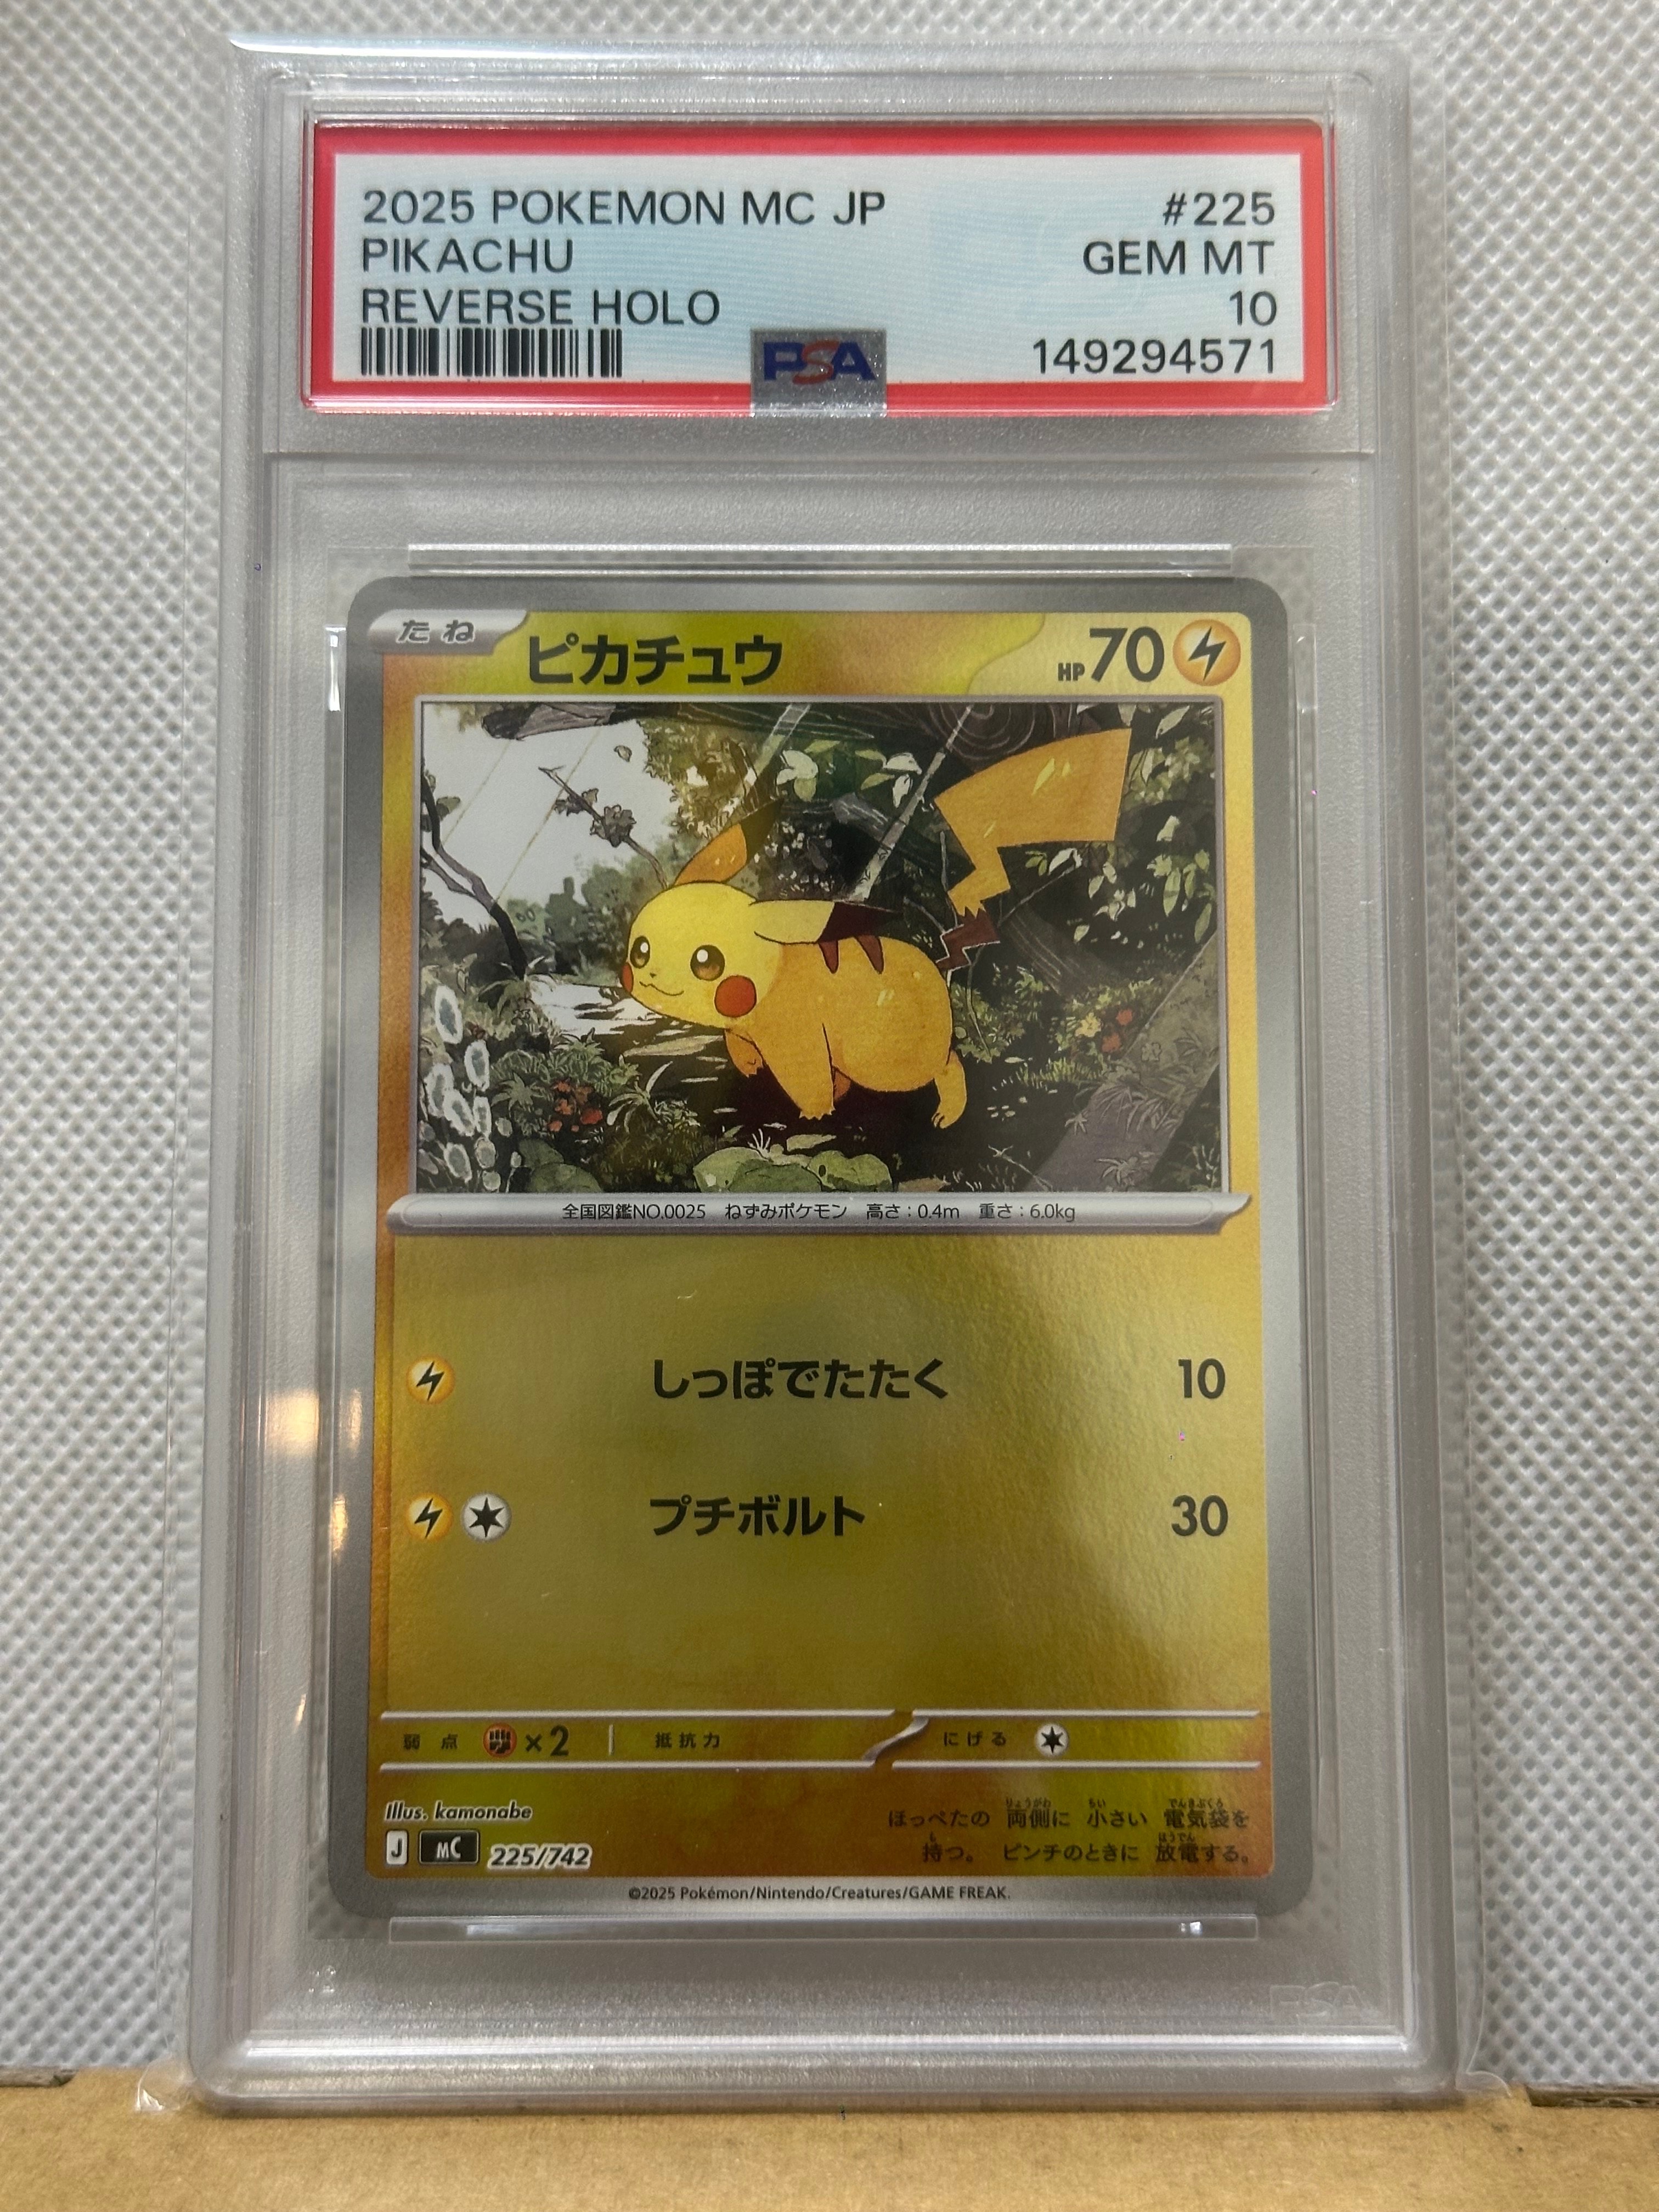 2025 POKEMON MC JP #225
PIKACHU GEM MT
REVERSE HOLO 10
PSA 149294571
たね ピカチュウ HP70
全国図鑑NO.0025 ねずみポケモン 高さ:0.4m 重さ:6.0kg
しっぽでたたく 10
プチボルト 30
弱点 ×2 抵抗力 にげる
Illus. kamonabe
J MC 225/742
ほっぺたの 両側に 小さい 電気袋を
持つ。 ピンチのときに 放電する。
©2025 Pokémon/Nintendo/Creatures/GAME FREAK.
PSA